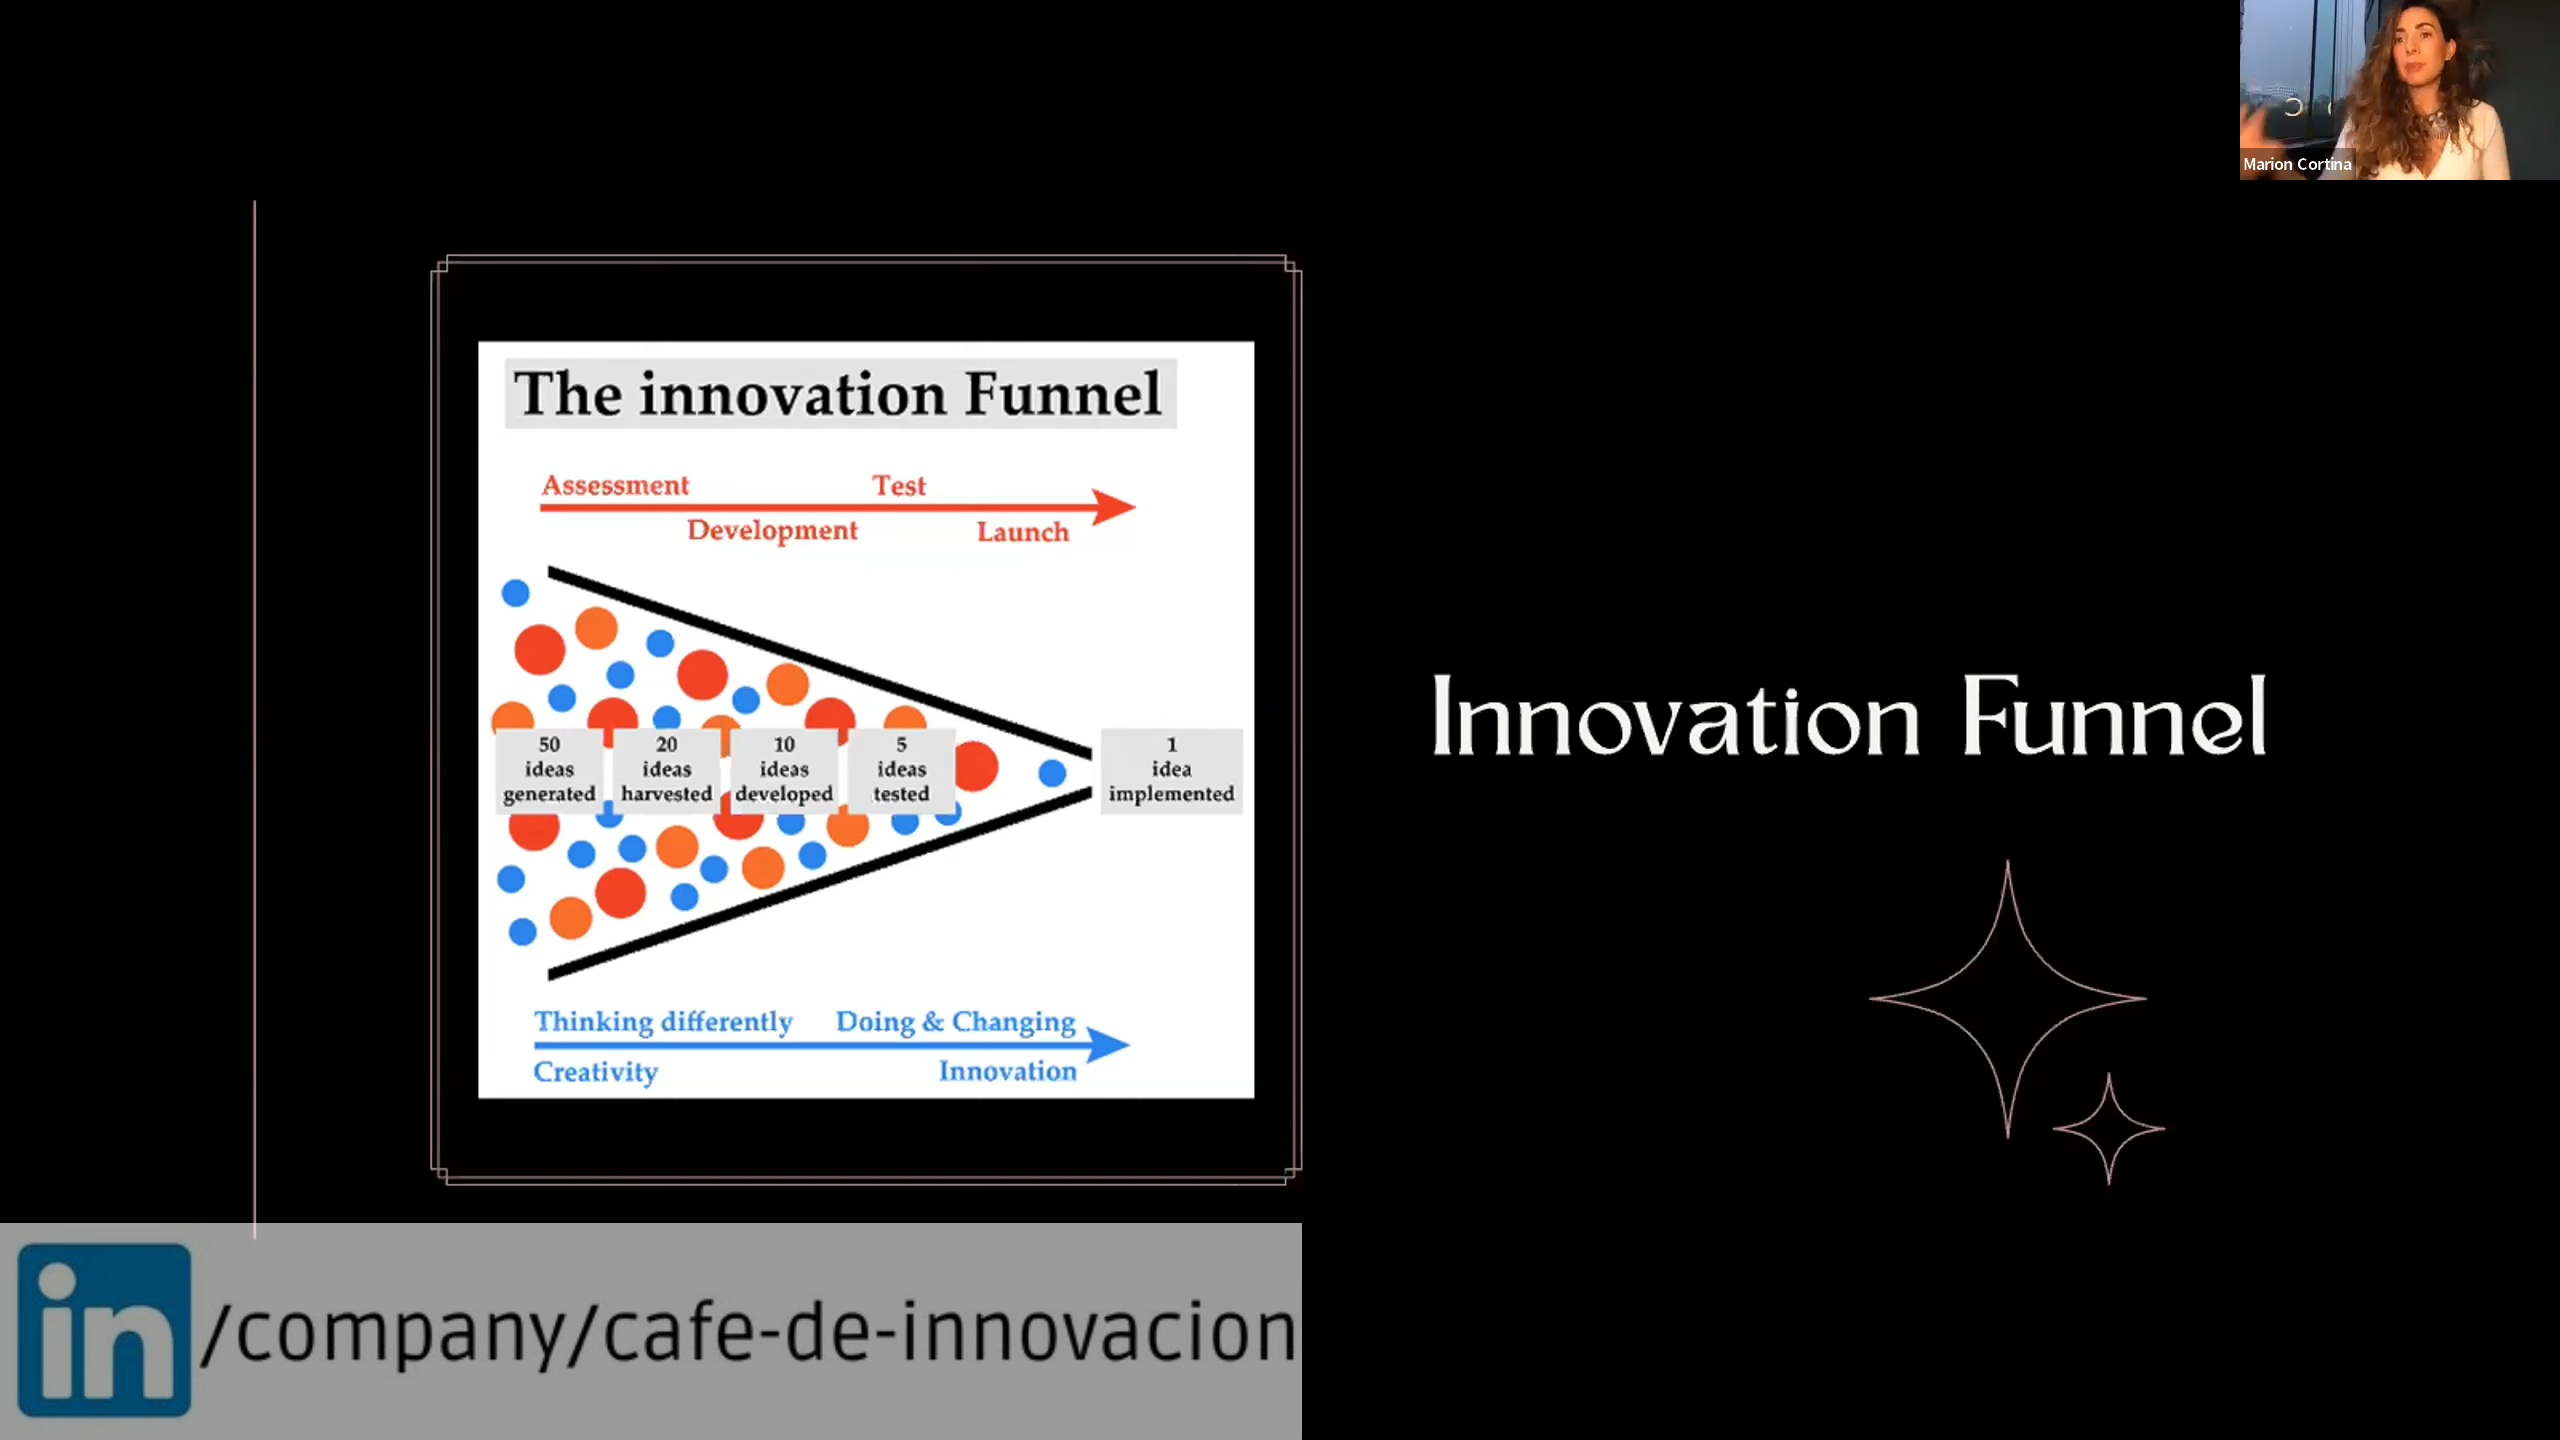 Marion Cortina
The innovation Funnel
Assessment
Test
Development
Launch
50
ideas
generated
20
ideas
harvested
10
ideas
developed
5
ideas
tested
1
idea
implemented
Thinking differently
Doing & Changing
Creativity
Innovation
Innovation Funnel
in/company/cafe-de-innovacion